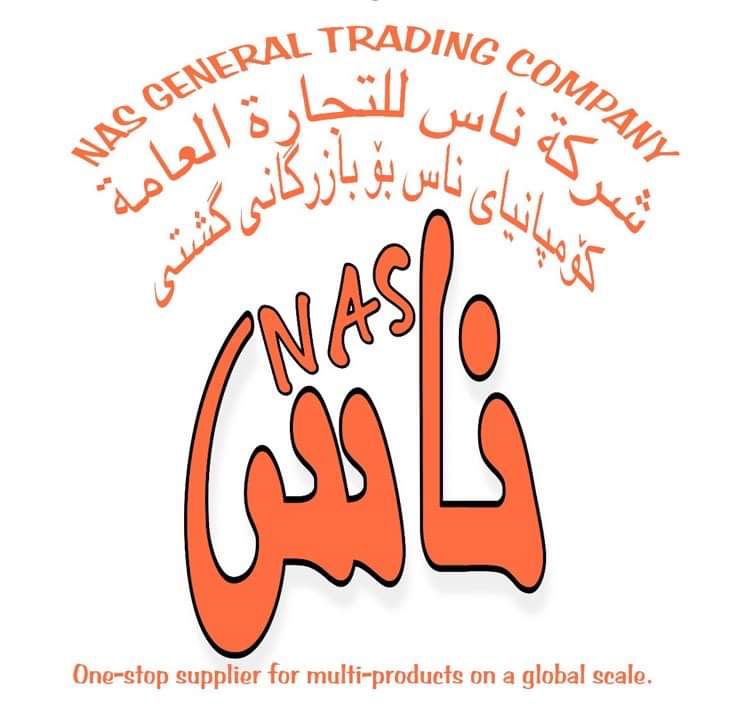 NAS GENERAL TRADING COMPANY
شركة ناس للتجارة العامة
كۆمپانیای ناس بۆ بازرگانی گشتی
NAS
ناس
One-stop supplier for multi-products on a global scale.